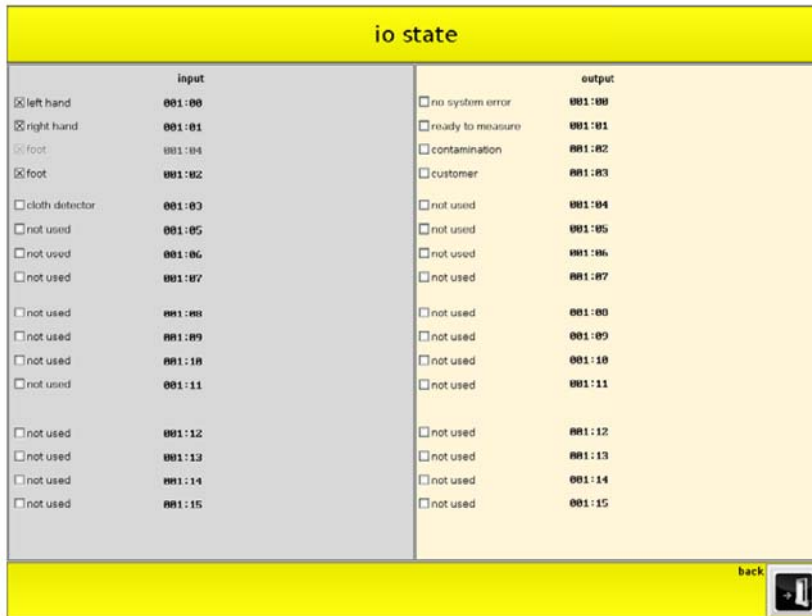 io state
input
left hand 001:00
right hand 001:01
foot 001:04
foot 001:02
cloth detector 001:03
not used 001:05
not used 001:06
not used 001:07
not used 001:08
not used 001:09
not used 001:10
not used 001:11
not used 001:12
not used 001:13
not used 001:14
not used 001:15
output
no system error 001:00
ready to measure 001:01
contamination 001:02
customer 001:03
not used 001:04
not used 001:05
not used 001:06
not used 001:07
not used 001:08
not used 001:09
not used 001:10
not used 001:11
not used 001:12
not used 001:13
not used 001:14
not used 001:15
back